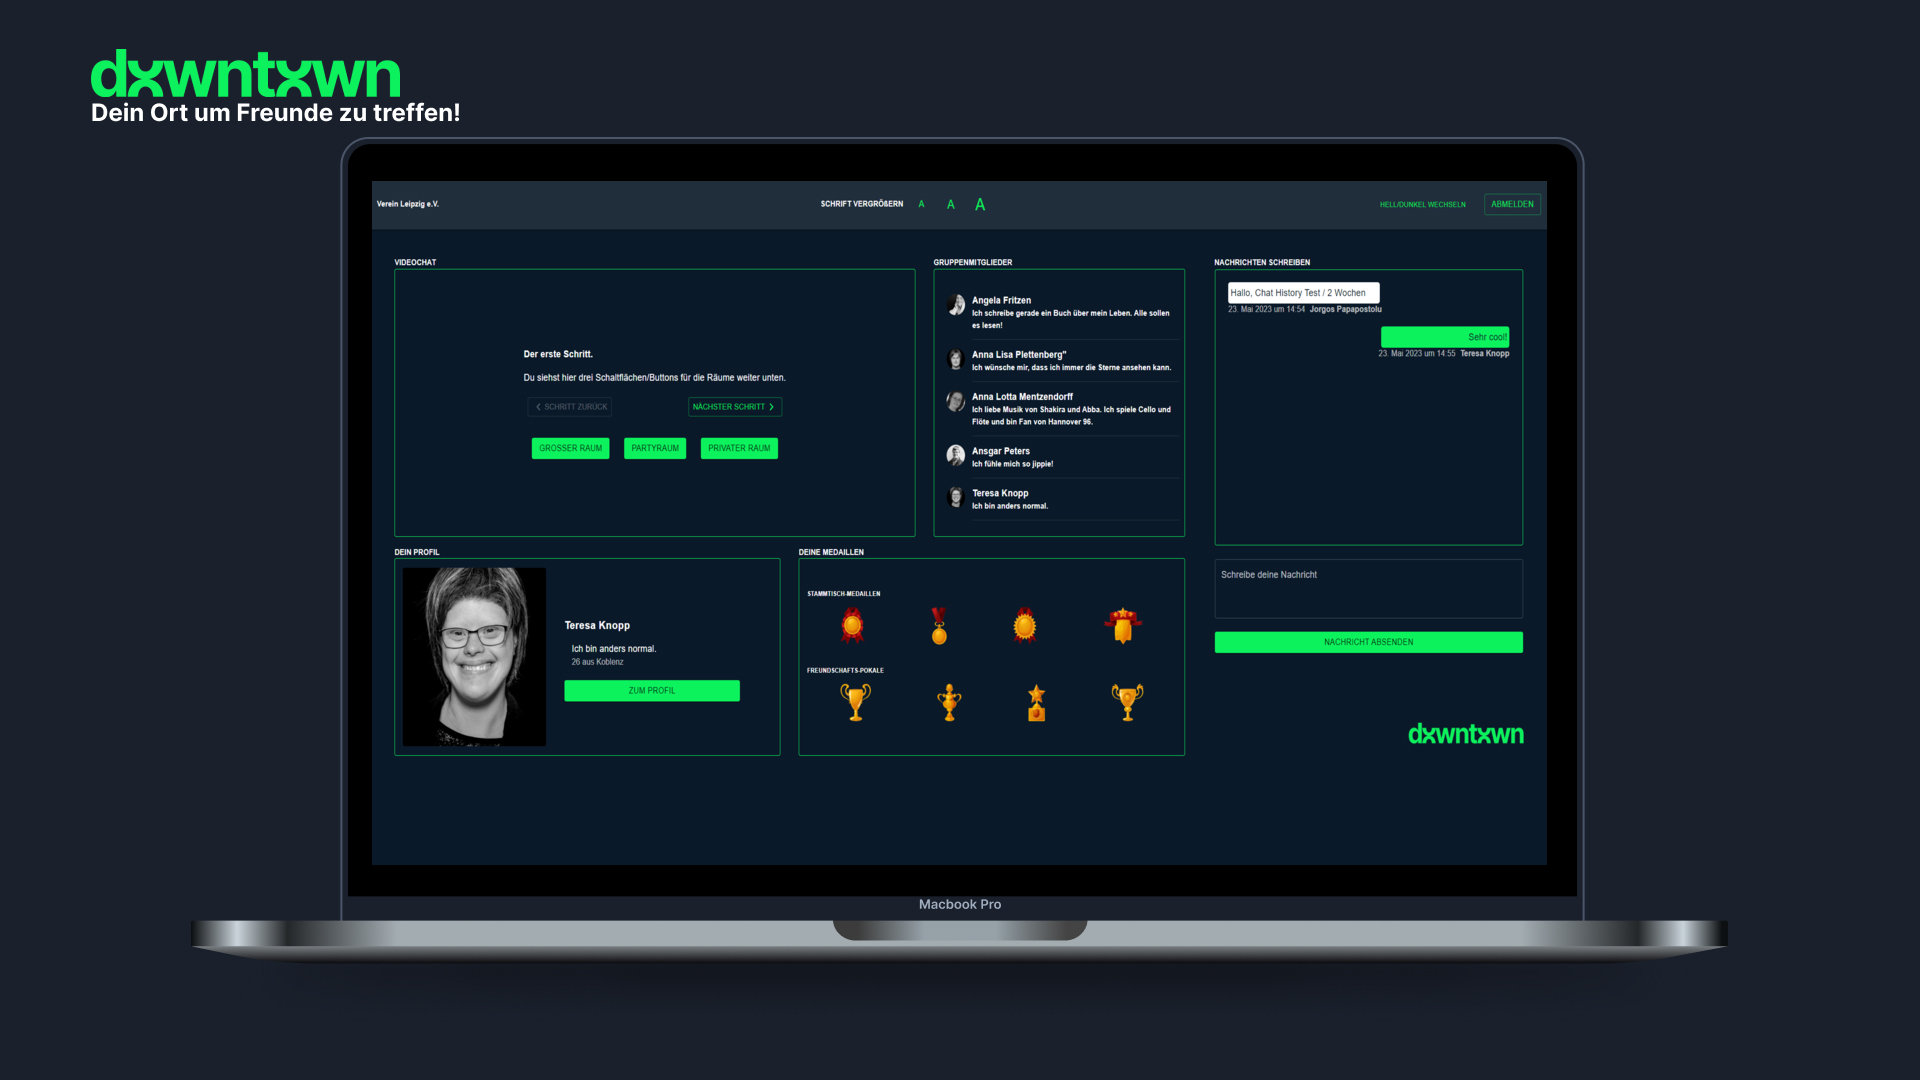 downtown
Dein Ort um Freunde zu treffen!
Verein Leipzig e.V.
SCHRIFT VERGRÖßERN A A A
HELL/DUNKEL WECHSELN
ABMELDEN
VIDEOCHAT
Der erste Schritt.
Du siehst hier drei Schaltflächen/Buttons für die Räume weiter unten.
SCHRITT ZURÜCK
NÄCHSTER SCHRITT
GROSSER RAUM
PARTYRAUM
PRIVATER RAUM
GRUPPENMITGLIEDER
Angela Fritzen
Ich schreibe gerade ein Buch über mein Leben. Alle sollen
es lesen!
Anna Lisa Plettenberg"
Ich wünsche mir, dass ich immer die Sterne ansehen kann.
Anna Lotta Mentzendorff
Ich liebe Musik von Shakira und Abba. Ich spiele Cello und
Flöte und bin Fan von Hannover 96.
Ansgar Peters
Ich fühle mich so jippie!
Teresa Knopp
Ich bin anders normal.
NACHRICHTEN SCHREIBEN
Hallo, Chat History Test / 2 Wochen
23. Mai 2023 um 14:54 Jorgos Papapostolu
Sehr cool!
23. Mai 2023 um 14:55 Teresa Knopp
Schreibe deine Nachricht
NACHRICHT ABSENDEN
DEIN PROFIL
Teresa Knopp
Ich bin anders normal.
26 aus Koblenz
ZUM PROFIL
DEINE MEDAILLEN
STAMMTISCH-MEDAILLEN
FREUNDSCHAFTS-POKALE
downtown
Macbook Pro